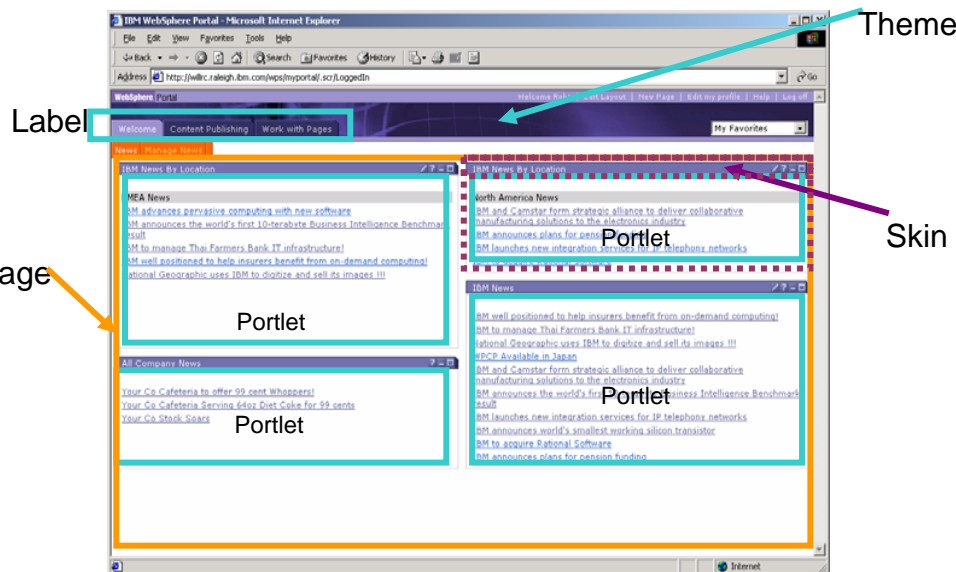 IBM WebSphere Portal - Microsoft Internet Explorer
Theme
File Edit View Favorites Tools Help
Back Search Favorites History
Address http://willrc.raleigh.ibm.com/wps/myportal/.scr/LoggedIn Go
WebSphere Portal Welcome Layout | New Page | Edit my profile | Help | Log off
Label
Welcome Content Publishing Work with Pages My Favorites
News Manage News
IBM News By Location
EMEA News
IBM advances pervasive computing with new software
IBM announces the world's first 10-terabyte Business Intelligence Benchmark
result
IBM to manage Thai Farmers Bank IT infrastructure!
IBM well positioned to help insurers benefit from on-demand computing!
National Geographic uses IBM to digitize and sell its images !!!
Portlet
IBM News By Location
North America News
IBM and Camstar form strategic alliance to deliver collaborative
manufacturing solutions to the electronics industry
IBM announces plans for
IBM launches new integration services for IP telephony networks
Portlet
Skin
age
All Company News
Your Co Cafeteria to offer 99 cent Whoppers!
Your Co Cafeteria Serving 64oz Diet Coke for 99 cents
Your Co Stock Soars
Portlet
IBM News
IBM well positioned to help insurers benefit from on-demand computing!
IBM to manage Thai Farmers Bank IT infrastructure!
National Geographic uses IBM to digitize and sell its images !!!
WPCP Available in Japan
IBM and Camstar form strategic alliance to deliver collaborative
manufacturing solutions to the electronics industry
IBM announces the world's first Business Intelligence Benchmark
result
Portlet
IBM launches new integration services for IP telephony networks
IBM announces world's smallest working silicon transistor
IBM to acquire Rational Software
IBM announces plans for pension funding
Internet